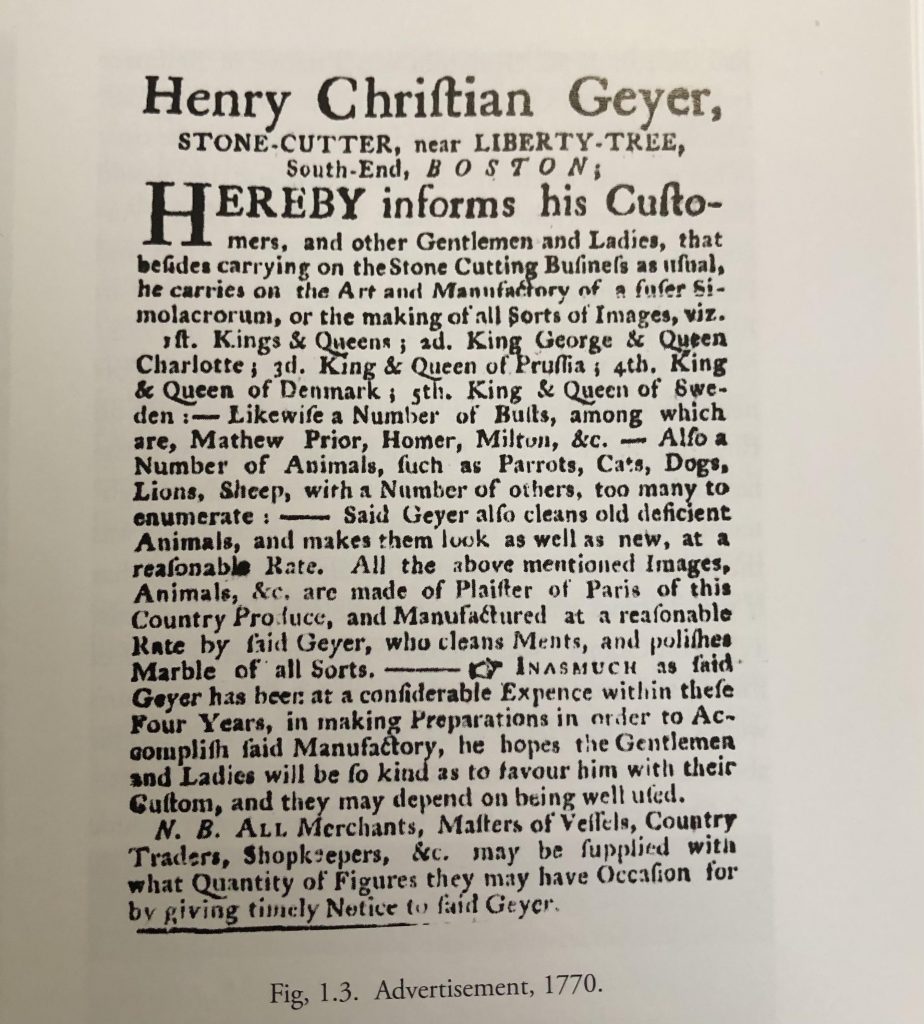 Henry Chriſtian Geyer,
STONE-CUTTER, near LIBERTY-TREE,
South-End, BOSTON;
HEREBY informs his Cuſto-
mers, and other Gentlemen and Ladies, that
beſides carrying on the Stone Cutting Buſineſs as uſual,
he carries on the Art and Manufactory of a fuſer Si-
molacrorum, or the making of all Sorts of Images, viz.
1ſt. Kings & Queens; 2d. King George & Queen
Charlotte; 3d. King & Queen of Pruſſia; 4th. King
& Queen of Denmark; 5th. King & Queen of Swe-
den:— Likewiſe a Number of Buſts, among which
are, Mathew Prior, Homer, Milton, &c. — Alſo a
Number of Animals, ſuch as Parrots, Cats, Dogs,
Lions, Sheep, with a Number of others, too many to
enumerate: — Said Geyer alſo cleans old deficient
Animals, and makes them look as well as new, at a
reaſonable Rate. All the above mentioned Images,
Animals, &c. are made of Plaiſter of Paris of this
Country Produce, and Manufactured at a reaſonable
Rate by ſaid Geyer, who cleans Ments, and poliſhes
Marble of all Sorts. —— ☞ INASMUCH as ſaid
Geyer has been at a conſiderable Expence within theſe
Four Years, in making Preparations in order to Ac-
compliſh ſaid Manufactory, he hopes the Gentlemen
and Ladies will be ſo kind as to favour him with their
Cuſtom, and they may depend on being well uſed.
N. B. ALL Merchants, Maſters of Veſſels, Country
Traders, Shopkeepers, &c. may be ſupplied with
what Quantity of Figures they may have Occaſion for
by giving timely Notice to ſaid Geyer.
Fig, 1.3. Advertisement, 1770.